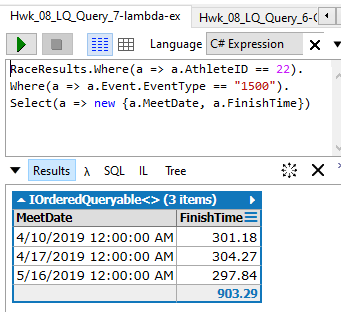 Hwk_08_LQ_Query_7-lambda-ex
Hwk_08_LQ_Query_6-
Language C# Expression
RaceResults.Where(a => a.AthleteID == 22).
Where(a => a.Event.EventType == "1500").
Select(a => new {a.MeetDate, a.FinishTime})
Results λ SQL IL Tree
IOrderedQueryable<> (3 items)
MeetDate FinishTime
4/10/2019 12:00:00 AM 301.18
4/17/2019 12:00:00 AM 304.27
5/16/2019 12:00:00 AM 297.84
903.29